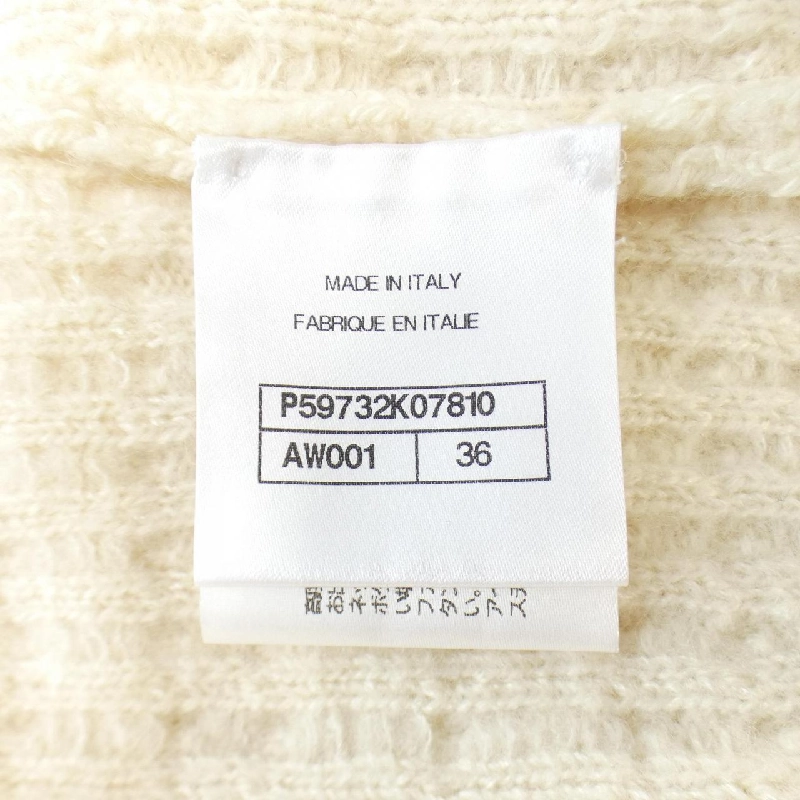 MADE IN ITALY
FABRIQUE EN ITALIE
P59732K07810
AW001 36